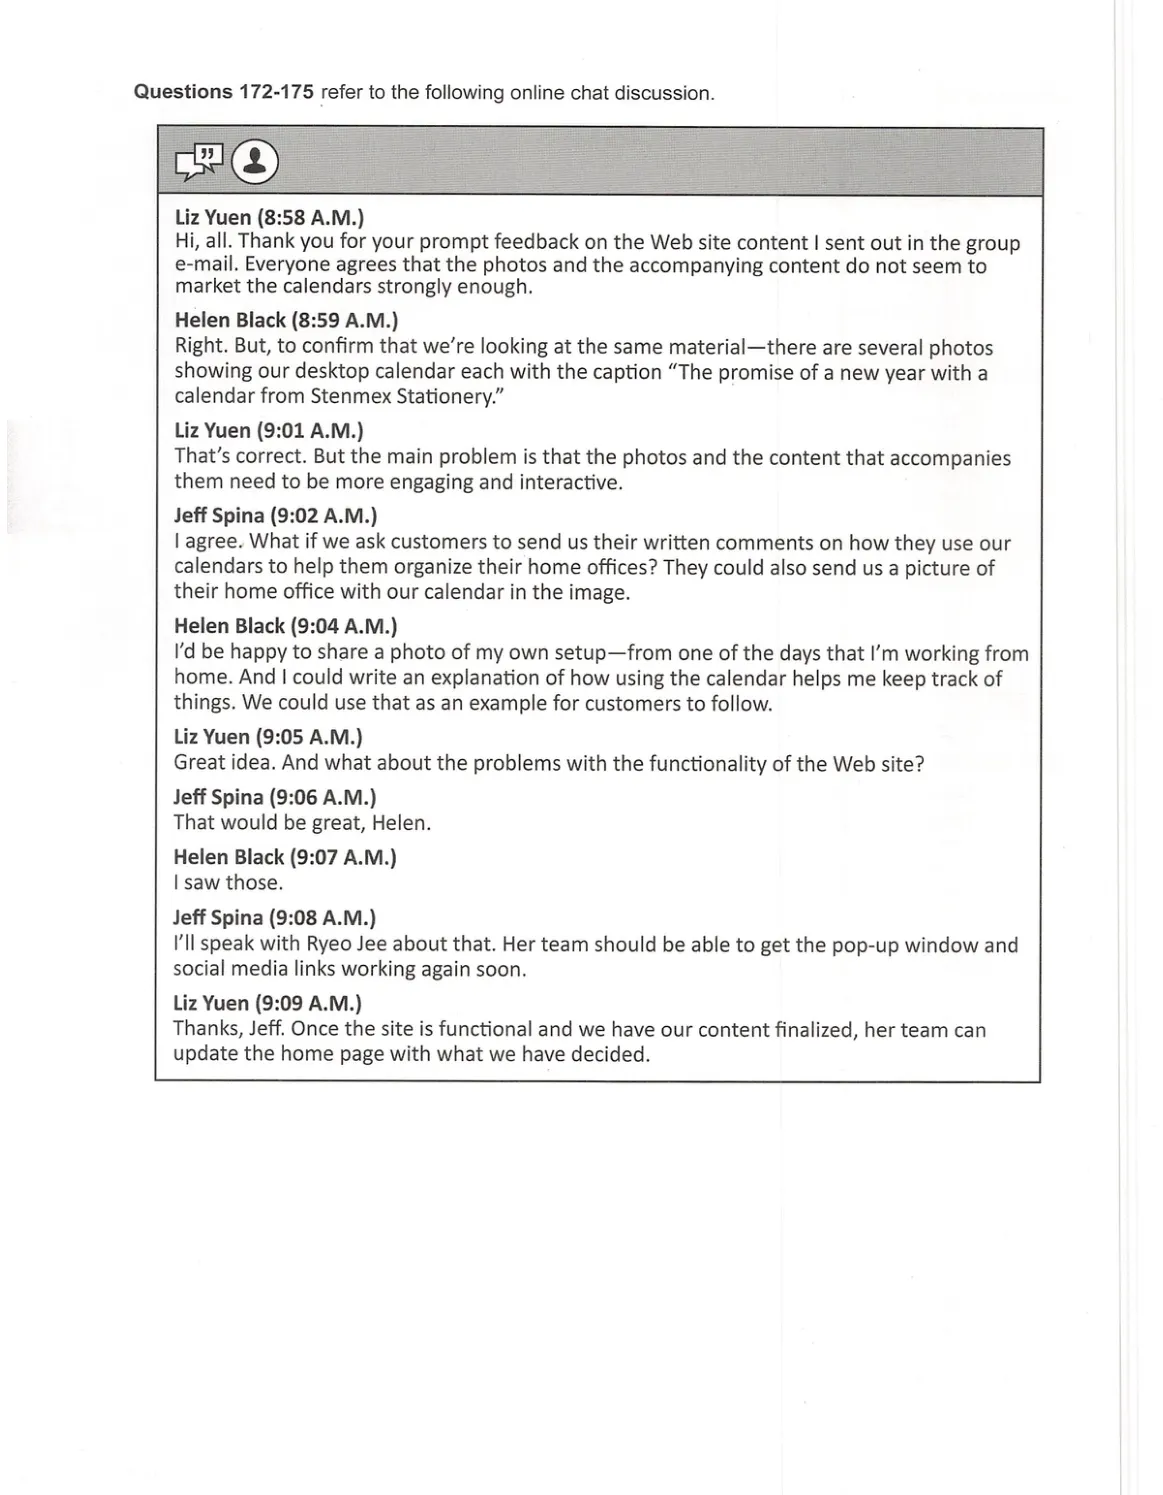 Questions 172-175 refer to the following online chat discussion.
Liz Yuen (8:58 A.M.)
Hi, all. Thank you for your prompt feedback on the Web site content I sent out in the group
e-mail. Everyone agrees that the photos and the accompanying content do not seem to
market the calendars strongly enough.
Helen Black (8:59 A.M.)
Right. But, to confirm that we're looking at the same material—there are several photos
showing our desktop calendar each with the caption "The promise of a new year with a
calendar from Stenmex Stationery."
Liz Yuen (9:01 A.M.)
That's correct. But the main problem is that the photos and the content that accompanies
them need to be more engaging and interactive.
Jeff Spina (9:02 A.M.)
I agree. What if we ask customers to send us their written comments on how they use our
calendars to help them organize their home offices? They could also send us a picture of
their home office with our calendar in the image.
Helen Black (9:04 A.M.)
I'd be happy to share a photo of my own setup—from one of the days that I'm working from
home. And I could write an explanation of how using the calendar helps me keep track of
things. We could use that as an example for customers to follow.
Liz Yuen (9:05 A.M.)
Great idea. And what about the problems with the functionality of the Web site?
Jeff Spina (9:06 A.M.)
That would be great, Helen.
Helen Black (9:07 A.M.)
I saw those.
Jeff Spina (9:08 A.M.)
I'll speak with Ryeo Jee about that. Her team should be able to get the pop-up window and
social media links working again soon.
Liz Yuen (9:09 A.M.)
Thanks, Jeff. Once the site is functional and we have our content finalized, her team can
update the home page with what we have decided.